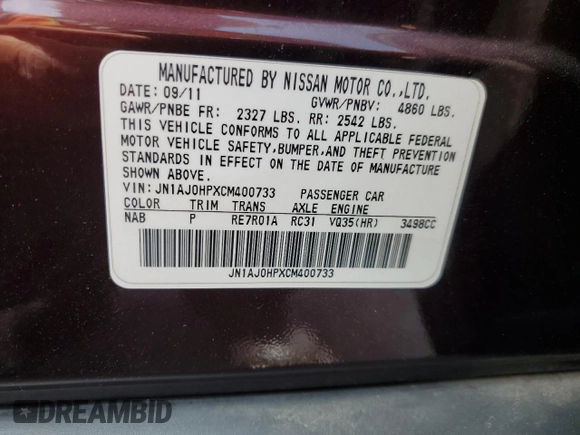 MANUFACTURED BY NISSAN MOTOR CO.,LTD.
DATE: 09/11 GVWR/PNBV: 4860 LBS.
GAWR/PNBE FR: 2327 LBS. RR: 2542 LBS.
THIS VEHICLE CONFORMS TO ALL APPLICABLE FEDERAL
MOTOR VEHICLE SAFETY,BUMPER,AND THEFT PREVENTION
STANDARDS IN EFFECT ON THE DATE OF MANUFACTURE
SHOWN ABOVE.
VIN: JN1AJ0HPXCM400733 PASSENGER CAR
COLOR TRIM TRANS AXLE ENGINE
NAB P RE7R01A RC31 VQ35(HR) 3498CC
JN1AJ0HPXCM400733
DREAMBID